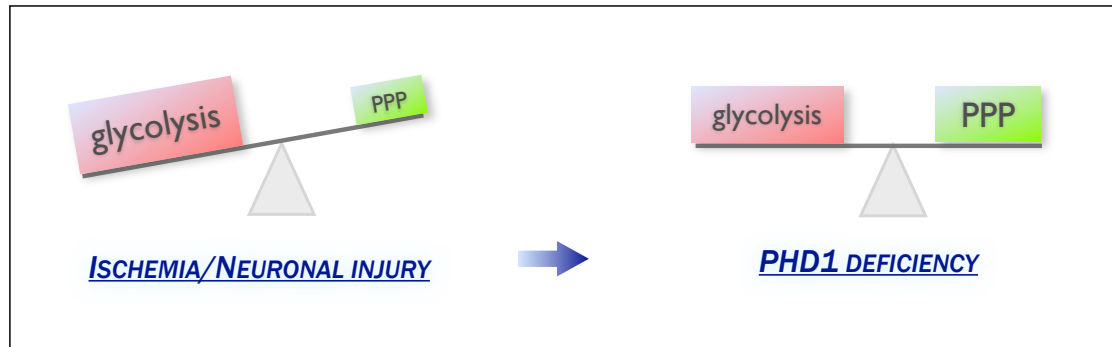 glycolysis
PPP
ISCHEMIA/NEURONAL INJURY
glycolysis
PPP
PHD1 DEFICIENCY